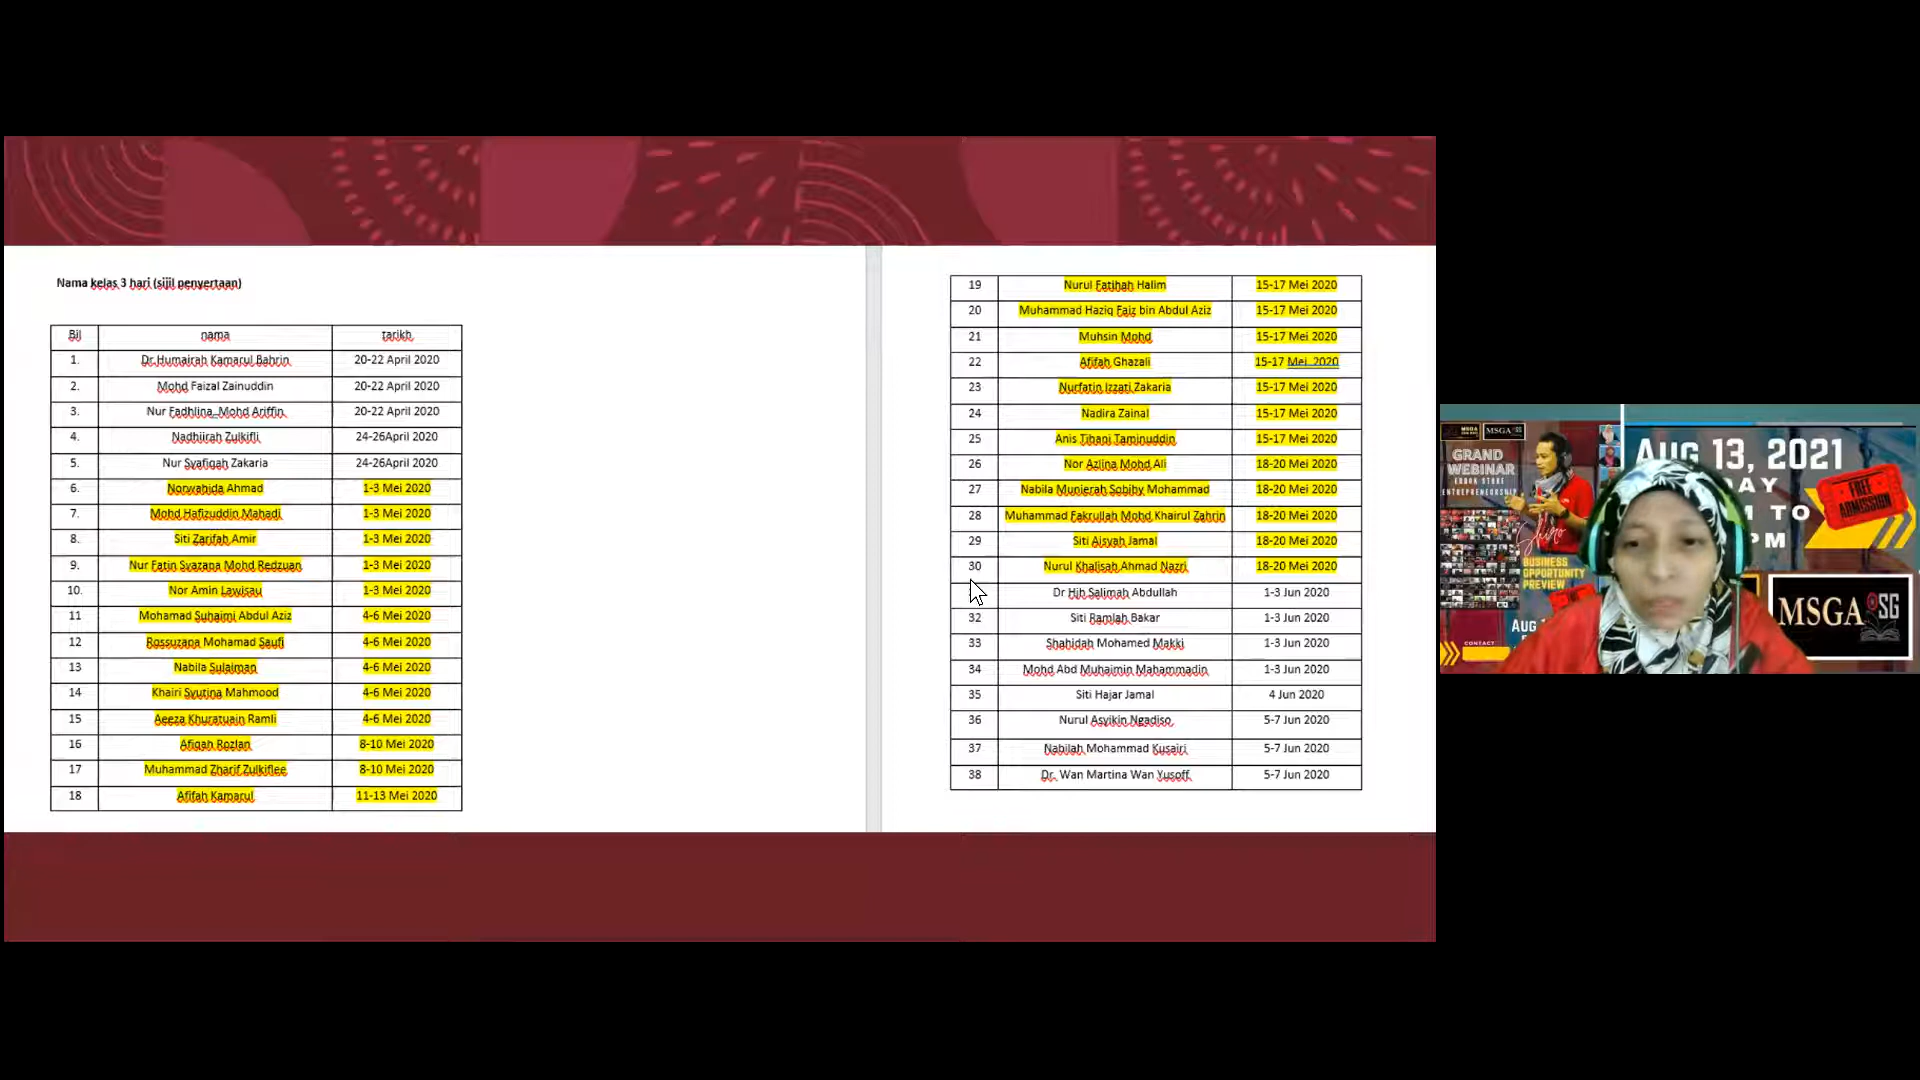 Nama kelas 3 hari (sijil penyertaan)
Bil nama tarikh
1. Dr.Humairah Kamarul Bahrin 20-22 April 2020
2. Mohd Faizal Zainuddin 20-22 April 2020
3. Nur Fadhlina Mohd Ariffin 20-22 April 2020
4. Nadhiirah Zulkifli 24-26April 2020
5. Nur Syafiqah Zakaria 24-26April 2020
6. Norwahida Ahmad 1-3 Mei 2020
7. Mohd Hafizuddin Mahadi 1-3 Mei 2020
8. Siti Zarifah Amir 1-3 Mei 2020
9. Nur Fatin Syazana Mohd Redzuan 1-3 Mei 2020
10. Nor Amin Lawisau 1-3 Mei 2020
11 Mohamad Suhaimi Abdul Aziz 4-6 Mei 2020
12 Rossuzana Mohamad Saufi 4-6 Mei 2020
13 Nabila Sulaiman 4-6 Mei 2020
14 Khairi Syutina Mahmood 4-6 Mei 2020
15 Aeeza Khuratuain Ramli 4-6 Mei 2020
16 Afiqah Rozlan 8-10 Mei 2020
17 Muhammad Zharif Zulkiflee 8-10 Mei 2020
18 Afifah Kamarul 11-13 Mei 2020
19 Nurul Fatihah Halim 15-17 Mei 2020
20 Muhammad Haziq Faiz bin Abdul Aziz 15-17 Mei 2020
21 Muhsin Mohd 15-17 Mei 2020
22 Afifah Ghazali 15-17 Mei 2020
23 Nurfatin Izzati Zakaria 15-17 Mei 2020
24 Nadira Zainal 15-17 Mei 2020
25 Anis Tihani Taminuddin 15-17 Mei 2020
26 Nor Azlina Mohd Ali 18-20 Mei 2020
27 Nabila Munierah Sobihy Mohammad 18-20 Mei 2020
28 Muhammad Fakrullah Mohd Khairul Zahrin 18-20 Mei 2020
29 Siti Aisyah Jamal 18-20 Mei 2020
30 Nurul Khalisah Ahmad Nazri 18-20 Mei 2020
Dr Hjh Salimah Abdullah 1-3 Jun 2020
32 Siti Ramlah Bakar 1-3 Jun 2020
33 Shahidah Mohamed Makki 1-3 Jun 2020
34 Mohd Abd Muhaimin Mahammadin 1-3 Jun 2020
35 Siti Hajar Jamal 4 Jun 2020
36 Nurul Asyikin Ngadiso 5-7 Jun 2020
37 Nabilah Mohammad Kusairi 5-7 Jun 2020
38 Dr. Wan Martina Wan Yusoff 5-7 Jun 2020
MSGA
GRAND
WEBINAR
EBOOK STORE
ENTREPRENEURSHIP
BUSINESS
OPPORTUNITY
PREVIEW
CONTACT
AUG 13, 2021
AY
TO
PM
FREE
ADMISSION
MSGA SG